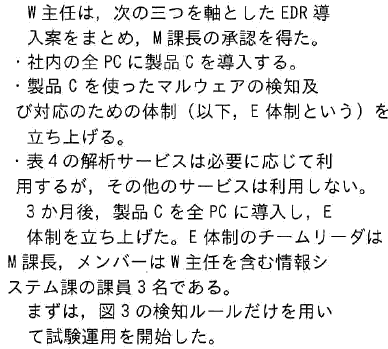 W主任は，次の三つを軸としたEDR導
入案をまとめ，M課長の承認を得た。
・社内の全PCに製品Cを導入する。
・製品Cを使ったマルウェアの検知及
び対応のための体制（以下，E体制という）を
立ち上げる。
・表4の解析サービスは必要に応じて利
用するが，その他のサービスは利用しない。
3か月後，製品Cを全PCに導入し，E
体制を立ち上げた。E体制のチームリーダは
M課長，メンバーはW主任を含む情報シ
ステム課の課員3名である。
まずは，図3の検知ルールだけを用い
て試験運用を開始した。